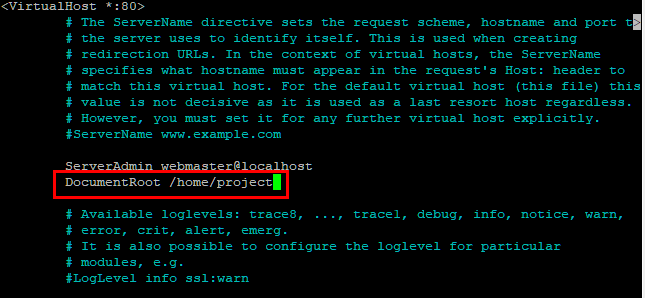 <VirtualHost *:80>
# The ServerName directive sets the request scheme, hostname and port t>
# the server uses to identify itself. This is used when creating
# redirection URLs. In the context of virtual hosts, the ServerName
# specifies what hostname must appear in the request's Host: header to
# match this virtual host. For the default virtual host (this file) this
# value is not decisive as it is used as a last resort host regardless.
# However, you must set it for any further virtual host explicitly.
#ServerName www.example.com
ServerAdmin webmaster@localhost
DocumentRoot /home/project
# Available loglevels: trace8, ..., trace1, debug, info, notice, warn,
# error, crit, alert, emerg.
# It is also possible to configure the loglevel for particular
# modules, e.g.
#LogLevel info ssl:warn